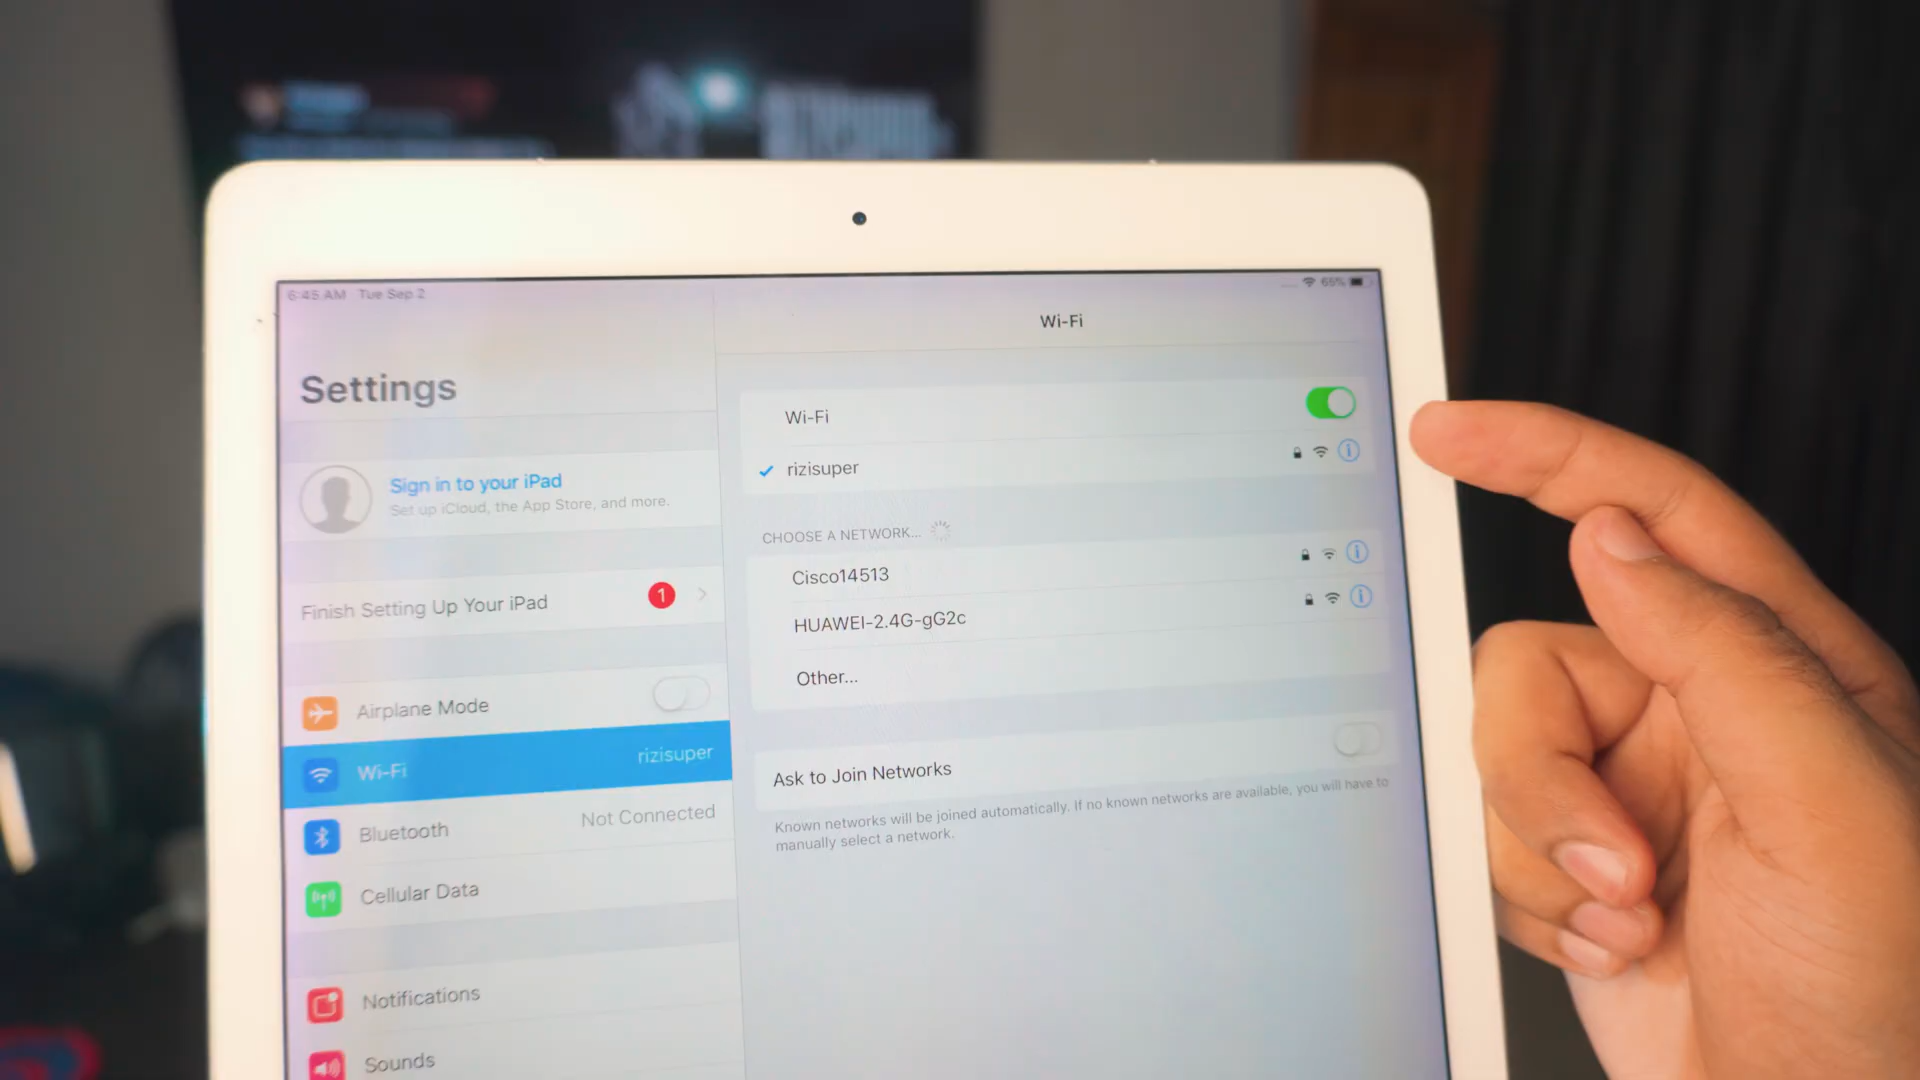 6:45 AM Tue Sep 2
65%
Settings
Sign in to your iPad
Set up iCloud, the App Store, and more.
Finish Setting Up Your iPad 1
Airplane Mode
Wi-Fi rizisuper
Bluetooth Not Connected
Cellular Data
Notifications
Sounds
Wi-Fi
Wi-Fi
rizisuper
CHOOSE A NETWORK...
Cisco14513
HUAWEI-2.4G-gG2c
Other...
Ask to Join Networks
Known networks will be joined automatically. If no known networks are available, you will have to
manually select a network.